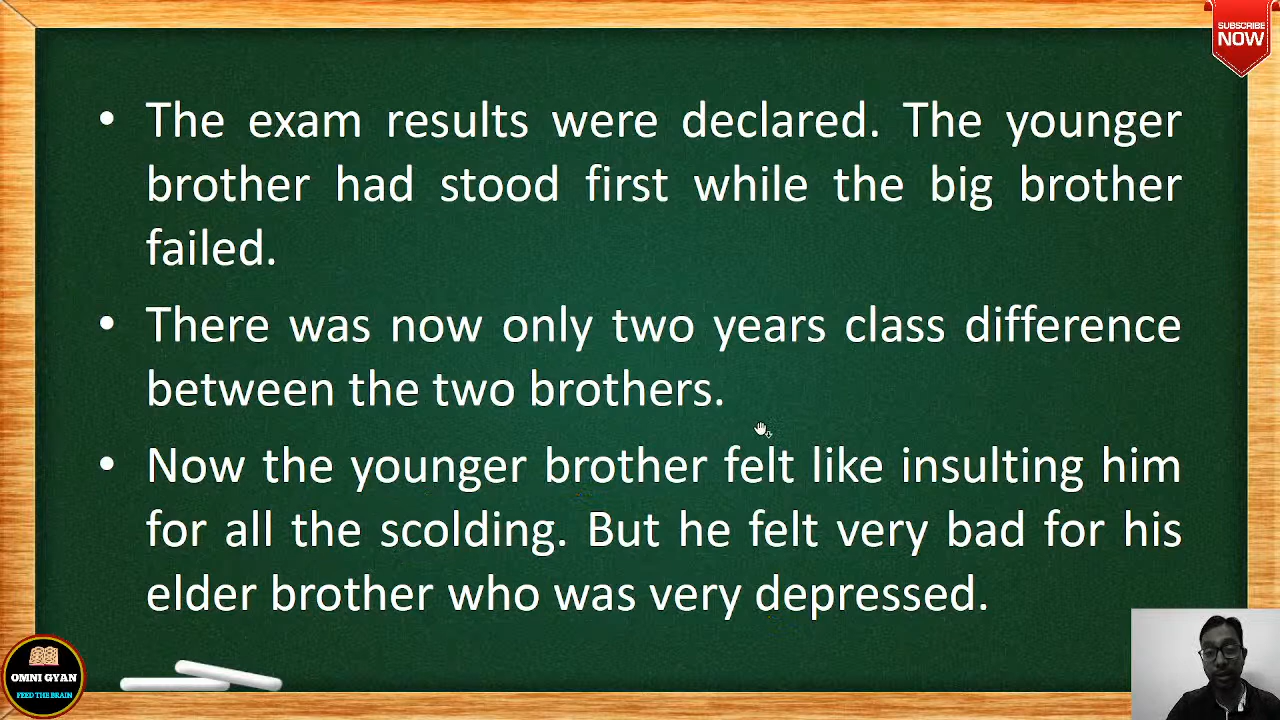 SUBSCRIBE
NOW
• The exam results were declared. The younger
brother had stood first while the big brother
failed.
• There was now only two years class difference
between the two brothers.
• Now the younger brother felt like insulting him
for all the scolding. But he felt very bad for his
elder brother who was very depressed.
OMNI GYAN
FEED THE BRAIN